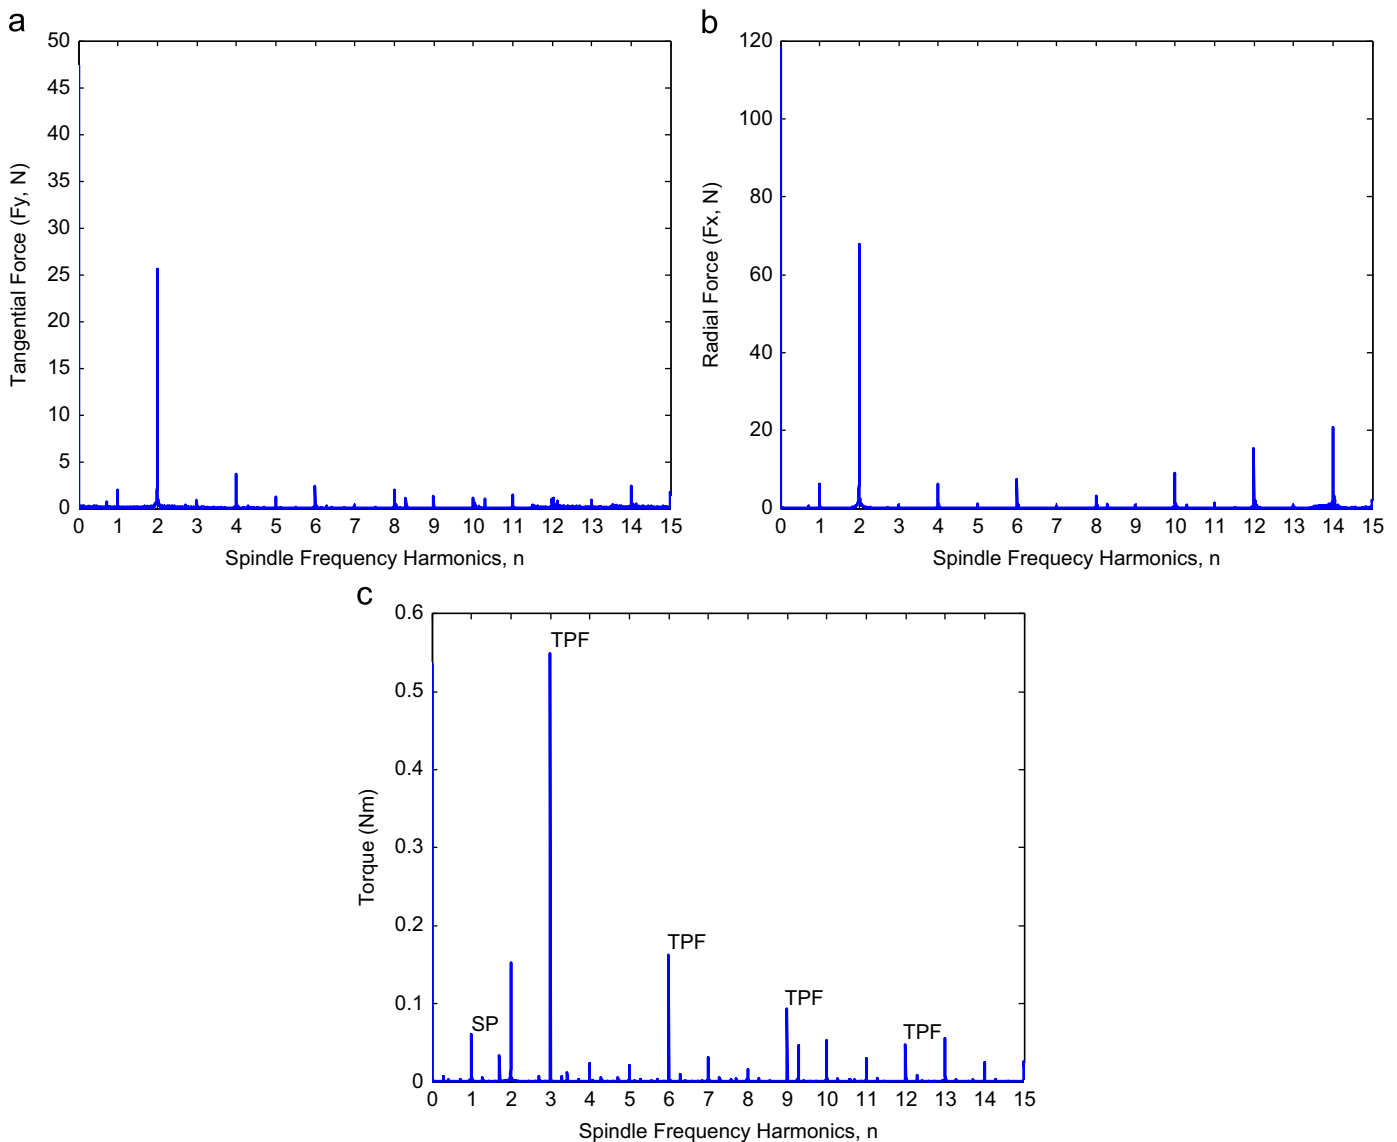 a
50
45
40
35
30
25
20
15
10
5
0
Tangential Force (Fy, N)
0 1 2 3 4 5 6 7 8 9 10 11 12 13 14 15
Spindle Frequency Harmonics, n
b
120
100
80
60
40
20
0
Radial Force (Fx, N)
0 1 2 3 4 5 6 7 8 9 10 11 12 13 14 15
Spindle Frequecy Harmonics, n
c
0.6
0.5
0.4
0.3
0.2
0.1
0
Torque (Nm)
TPF
TPF
TPF
SP
TPF
0 1 2 3 4 5 6 7 8 9 10 11 12 13 14 15
Spindle Frequency Harmonics, n